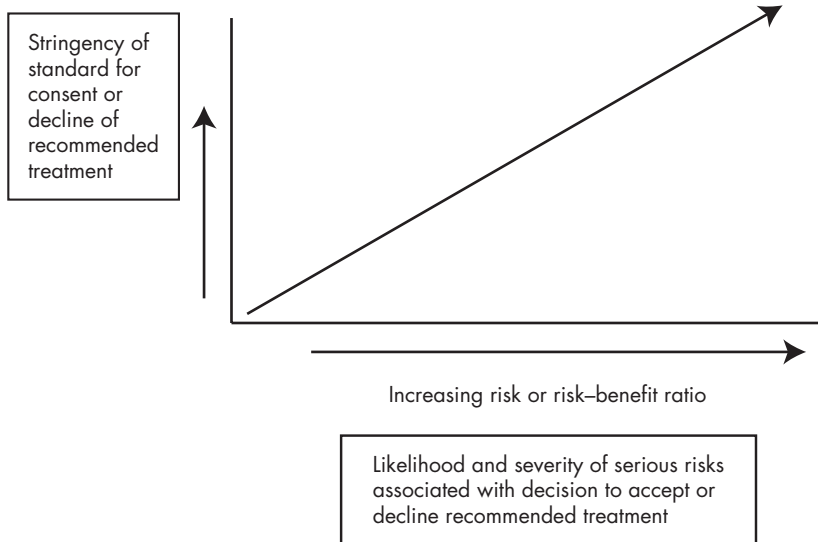 Stringency of
standard for
consent or
decline of
recommended
treatment
Increasing risk or risk–benefit ratio
Likelihood and severity of serious risks
associated with decision to accept or
decline recommended treatment